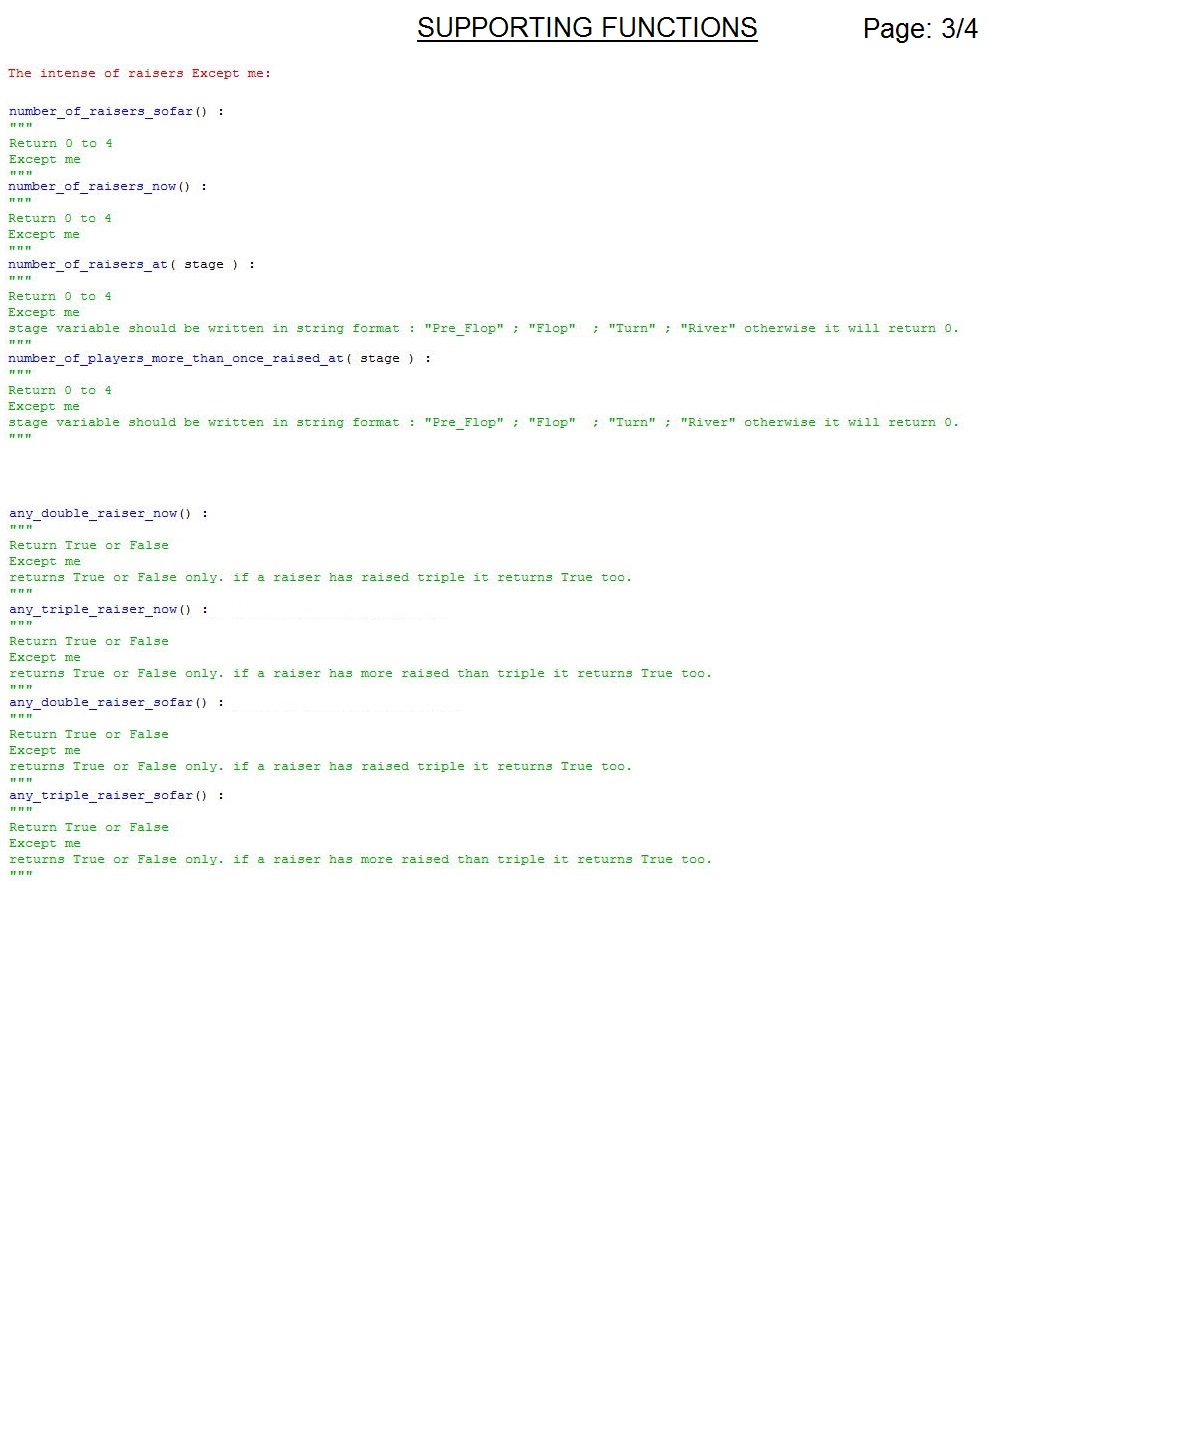 SUPPORTING FUNCTIONS Page: 3/4
The intense of raisers Except me:
number_of_raisers_sofar() :
"""
Return 0 to 4
Except me
"""
number_of_raisers_now() :
"""
Return 0 to 4
Except me
"""
number_of_raisers_at( stage ) :
"""
Return 0 to 4
Except me
stage variable should be written in string format : "Pre_Flop" ; "Flop"  ; "Turn" ; "River" otherwise it will return 0.
"""
number_of_players_more_than_once_raised_at( stage ) :
"""
Return 0 to 4
Except me
stage variable should be written in string format : "Pre_Flop" ; "Flop"  ; "Turn" ; "River" otherwise it will return 0.
"""
any_double_raiser_now() :
"""
Return True or False
Except me
returns True or False only. if a raiser has raised triple it returns True too.
"""
any_triple_raiser_now() :
"""
Return True or False
Except me
returns True or False only. if a raiser has more raised than triple it returns True too.
"""
any_double_raiser_sofar() :
"""
Return True or False
Except me
returns True or False only. if a raiser has raised triple it returns True too.
"""
any_triple_raiser_sofar() :
"""
Return True or False
Except me
returns True or False only. if a raiser has more raised than triple it returns True too.
"""